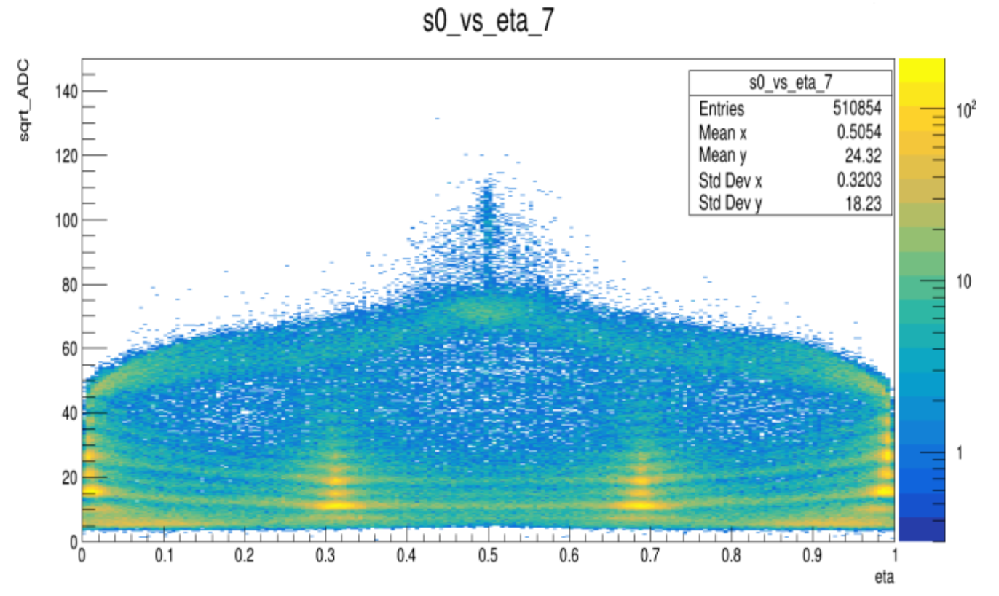 s0_vs_eta_7
sqrt_ADC
140
120
100
80
60
40
20
0
0 0.1 0.2 0.3 0.4 0.5 0.6 0.7 0.8 0.9 1
eta
s0_vs_eta_7
Entries 510854
Mean x 0.5054
Mean y 24.32
Std Dev x 0.3203
Std Dev y 18.23
10²
10
1